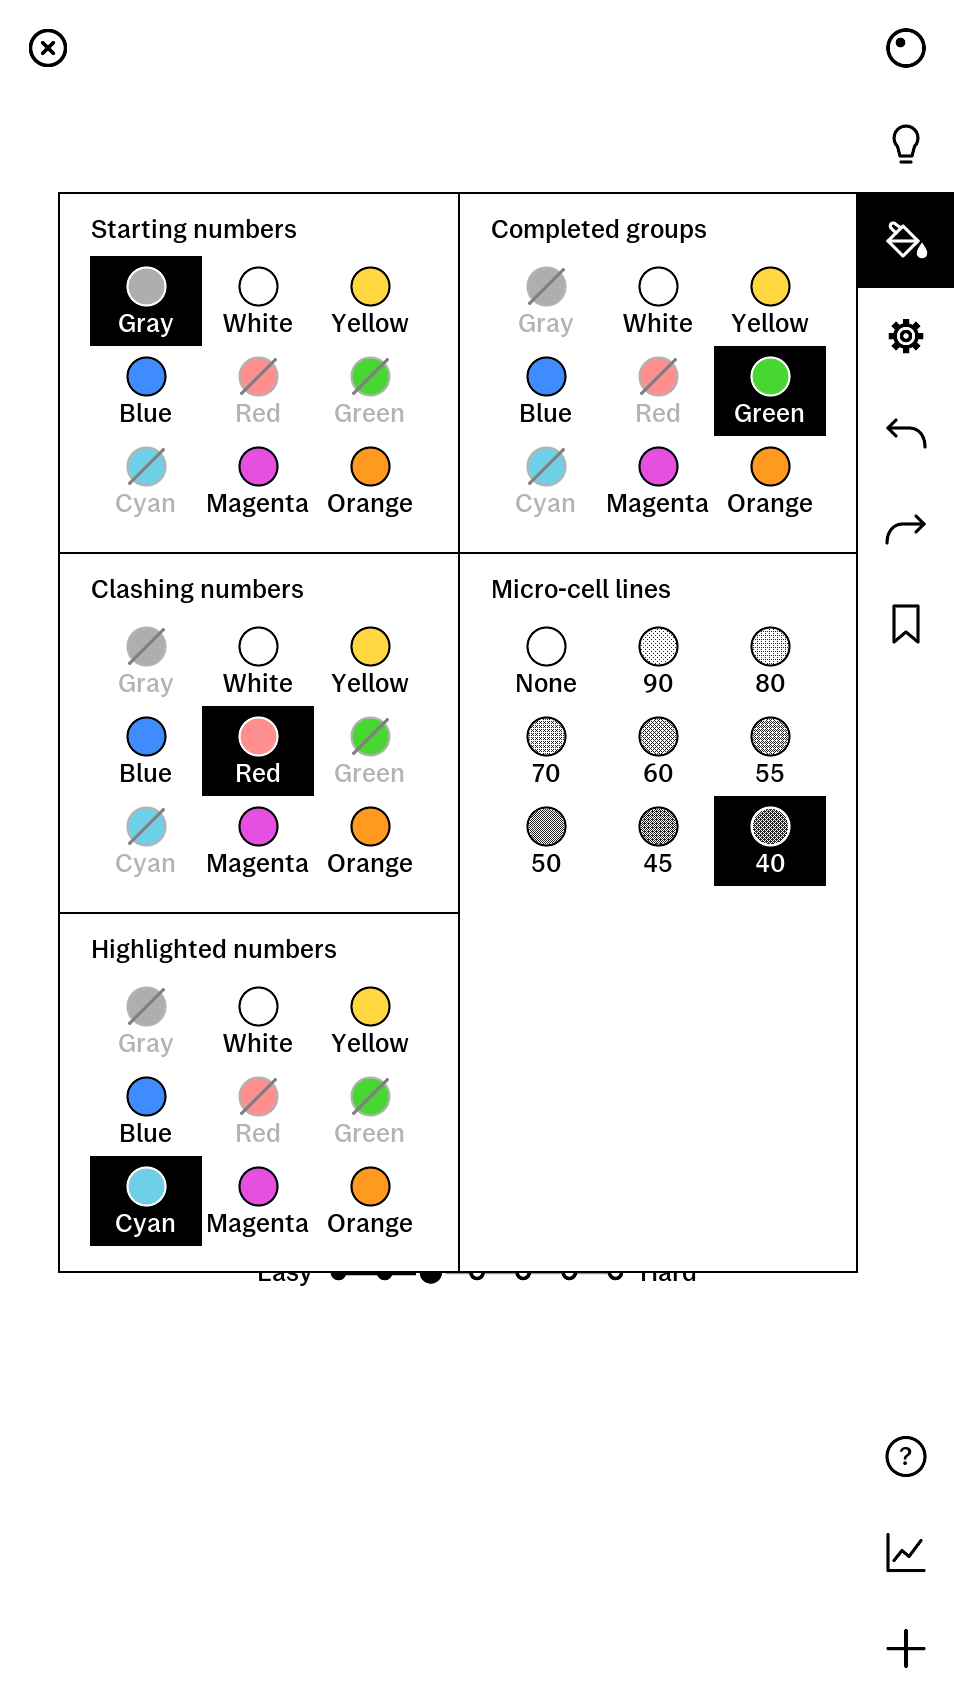 Starting numbers
Gray White Yellow
Blue Red Green
Cyan Magenta Orange
Completed groups
Gray White Yellow
Blue Red Green
Cyan Magenta Orange
Clashing numbers
Gray White Yellow
Blue Red Green
Cyan Magenta Orange
Micro-cell lines
None 90 80
70 60 55
50 45 40
Highlighted numbers
Gray White Yellow
Blue Red Green
Cyan Magenta Orange
Easy Hard
?